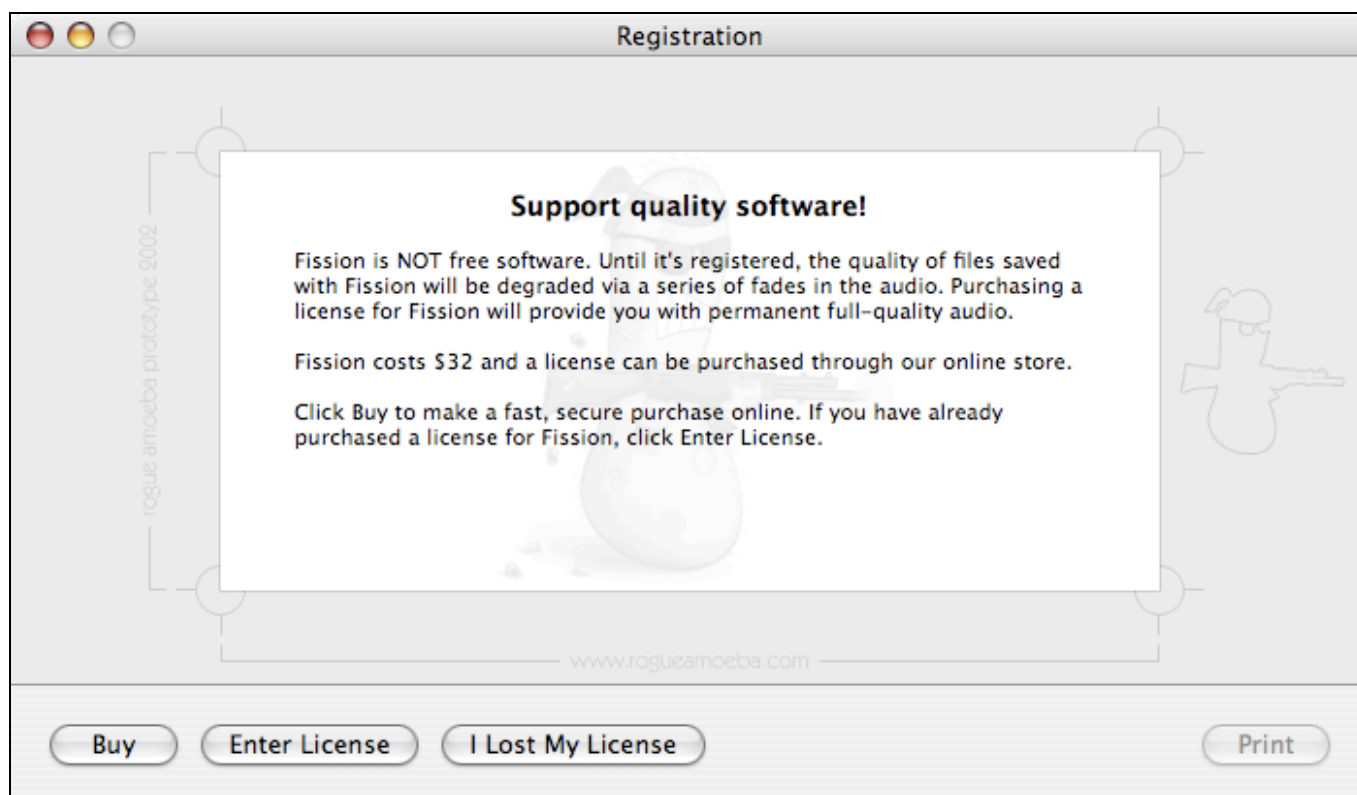 Registration
Support quality software!
Fission is NOT free software. Until it's registered, the quality of files saved
with Fission will be degraded via a series of fades in the audio. Purchasing a
license for Fission will provide you with permanent full-quality audio.
Fission costs $32 and a license can be purchased through our online store.
Click Buy to make a fast, secure purchase online. If you have already
purchased a license for Fission, click Enter License.
rogue amoeba prototype 2002
www.rogueamoeba.com
Buy Enter License I Lost My License Print